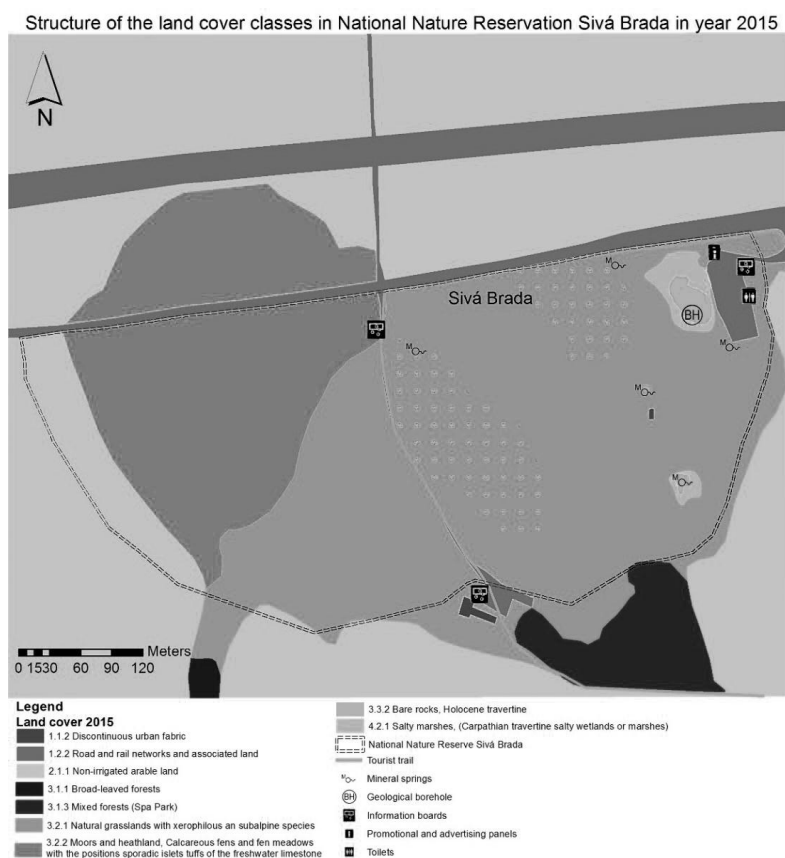 Structure of the land cover classes in National Nature Reservation Sivá Brada in year 2015
N
M
Sivá Brada
BH
M
M
M
M
Meters
0 1530 60 90 120
Legend
Land cover 2015
1.1.2 Discontinuous urban fabric
1.2.2 Road and rail networks and associated land
2.1.1 Non-irrigated arable land
3.1.1 Broad-leaved forests
3.1.3 Mixed forests (Spa Park)
3.2.1 Natural grasslands with xerophilous an subalpine species
3.2.2 Moors and heathland, Calcareous fens and fen meadows
with the positions sporadic islets tuffs of the freshwater limestone
3.3.2 Bare rocks, Holocene travertine
4.2.1 Salty marshes, (Carpathian travertine salty wetlands or marshes)
National Nature Reserve Sivá Brada
Tourist trail
M Mineral springs
BH Geological borehole
Information boards
i Promotional and advertising panels
Toilets